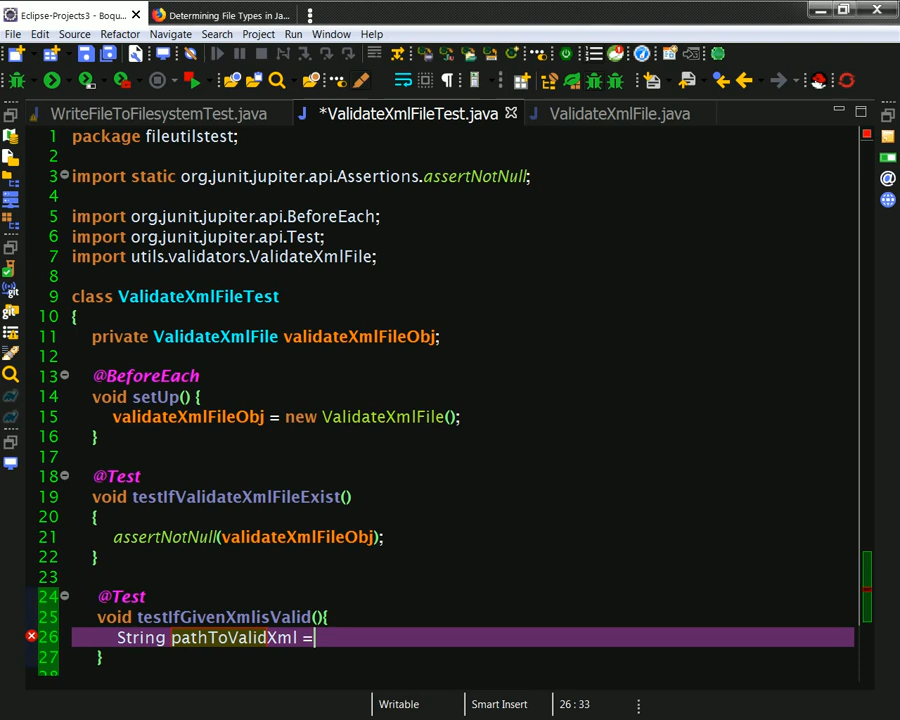 Eclipse-Projects3 - Boqu...
Determining File Types in Ja...
File Edit Source Refactor Navigate Search Project Run Window Help
WriteFileToFilesystemTest.java
*ValidateXmlFileTest.java
ValidateXmlFile.java
1 package fileutilstest;
2
3 import static org.junit.jupiter.api.Assertions.assertNotNull;
4
5 import org.junit.jupiter.api.BeforeEach;
6 import org.junit.jupiter.api.Test;
7 import utils.validators.ValidateXmlFile;
8
9 class ValidateXmlFileTest
10 {
11 private ValidateXmlFile validateXmlFileObj;
12
13 @BeforeEach
14 void setUp() {
15 validateXmlFileObj = new ValidateXmlFile();
16 }
17
18 @Test
19 void testIfValidateXmlFileExist()
20 {
21 assertNotNull(validateXmlFileObj);
22 }
23
24 @Test
25 void testIfGivenXmlisValid(){
26 String pathToValidXml =
27 }
28
Writable
Smart Insert
26 : 33